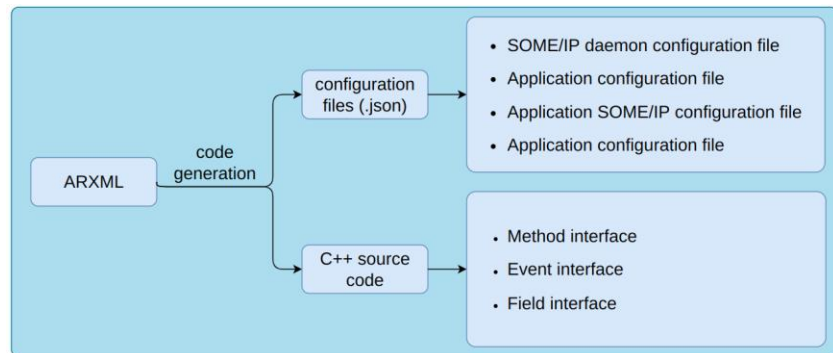 ARXML
code
generation
configuration
files (.json)
• SOME/IP daemon configuration file
• Application configuration file
• Application SOME/IP configuration file
• Application configuration file
C++ source
code
• Method interface
• Event interface
• Field interface